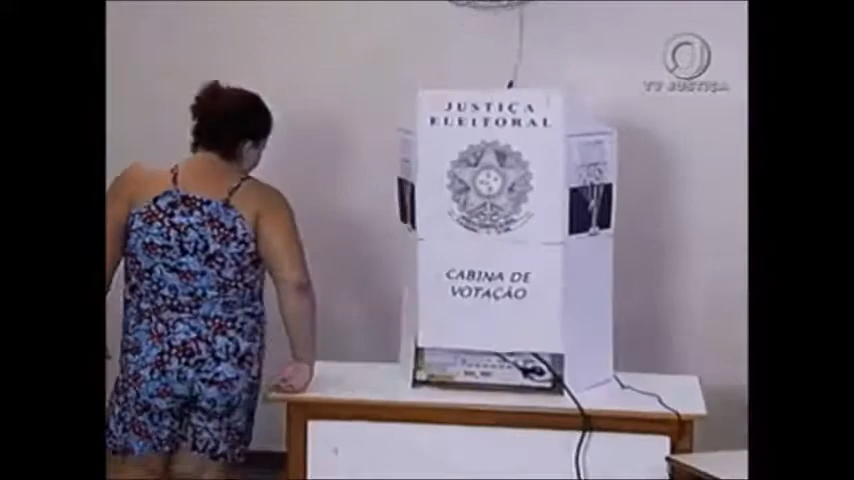 TV JUSTIÇA
JUSTIÇA
ELEITORAL
CABINA DE
VOTAÇÃO